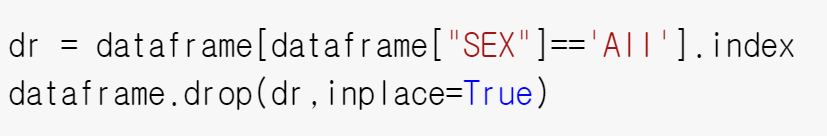 dr = dataframe[dataframe["SEX"]=='All'].index
dataframe.drop(dr,inplace=True)